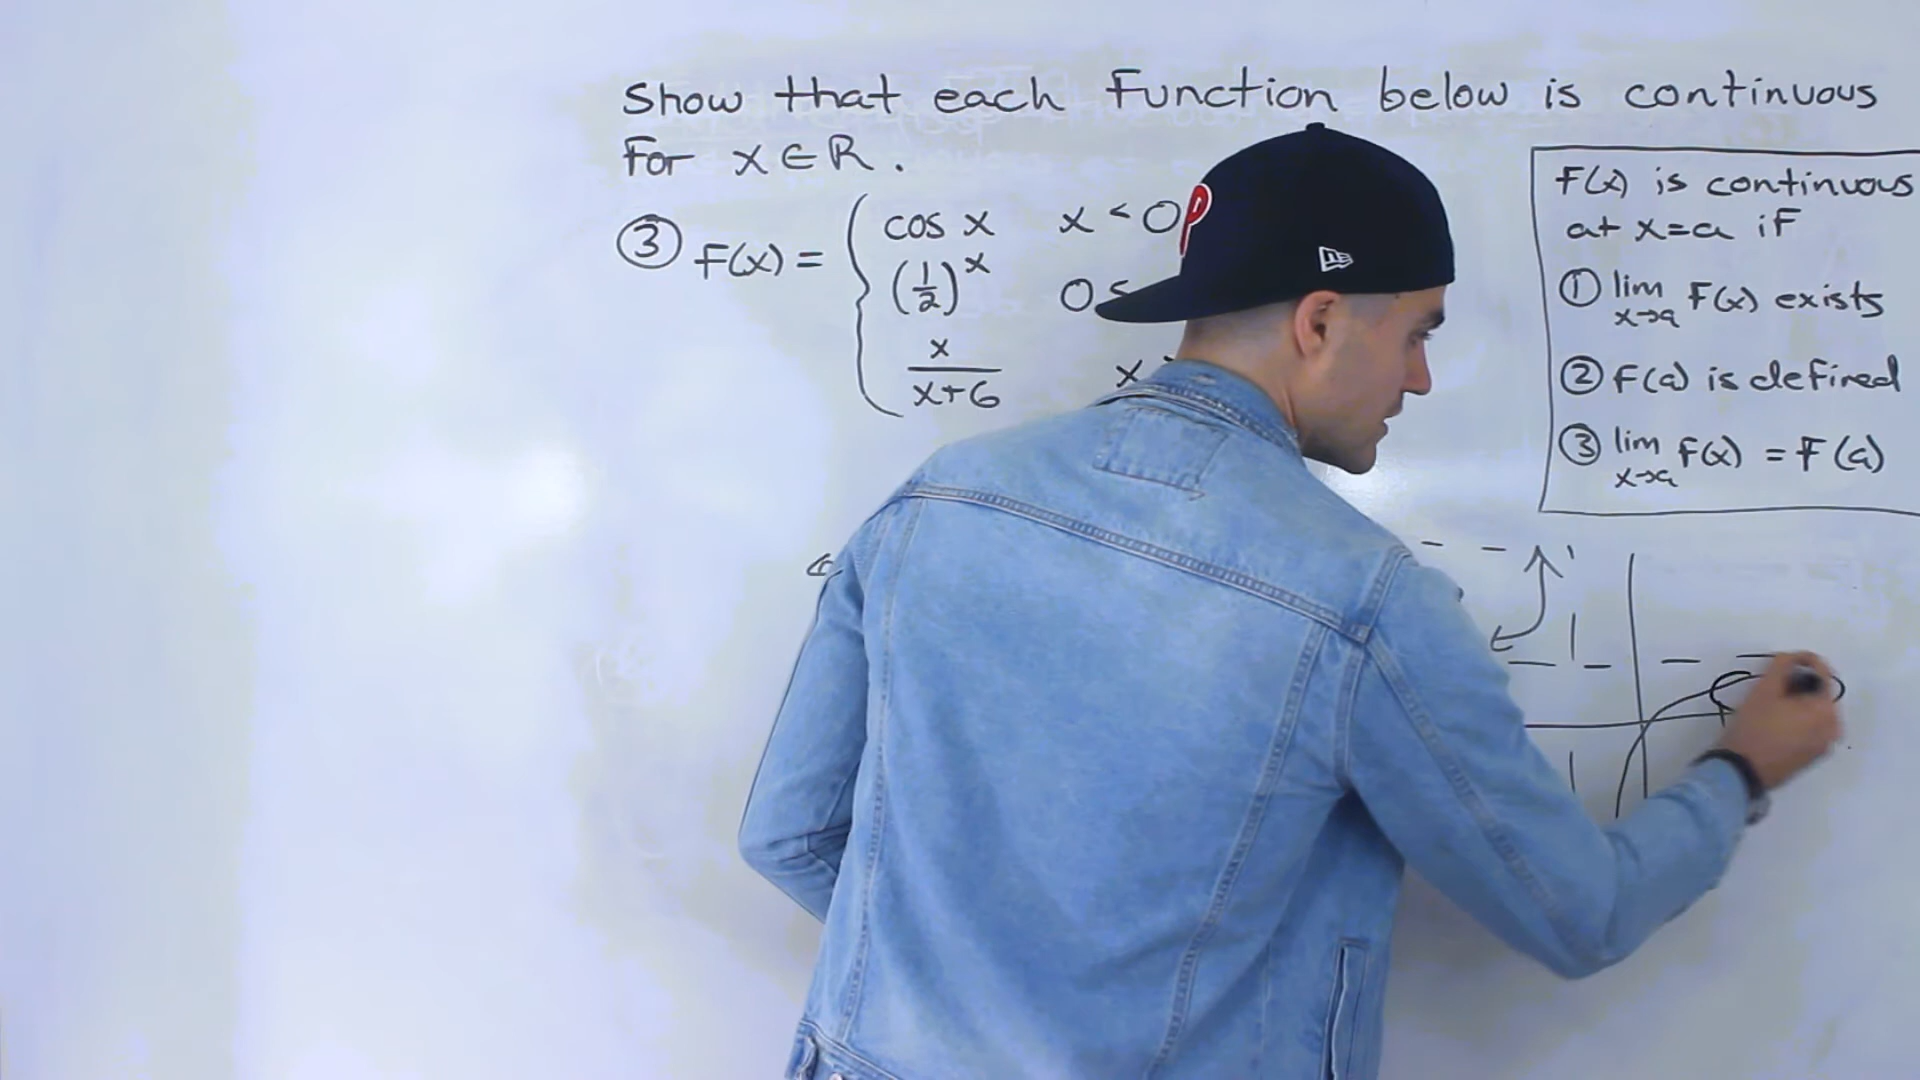 Show that each function below is continuous
for x ∈ R.
③ F(x) = { cos x x < 0
(1/2)^x 0 ≤
x/(x+6) x
F(x) is continuous
at x=a if
① lim x→a F(x) exists
② F(a) is defined
③ lim x→a F(x) = F(a)
P